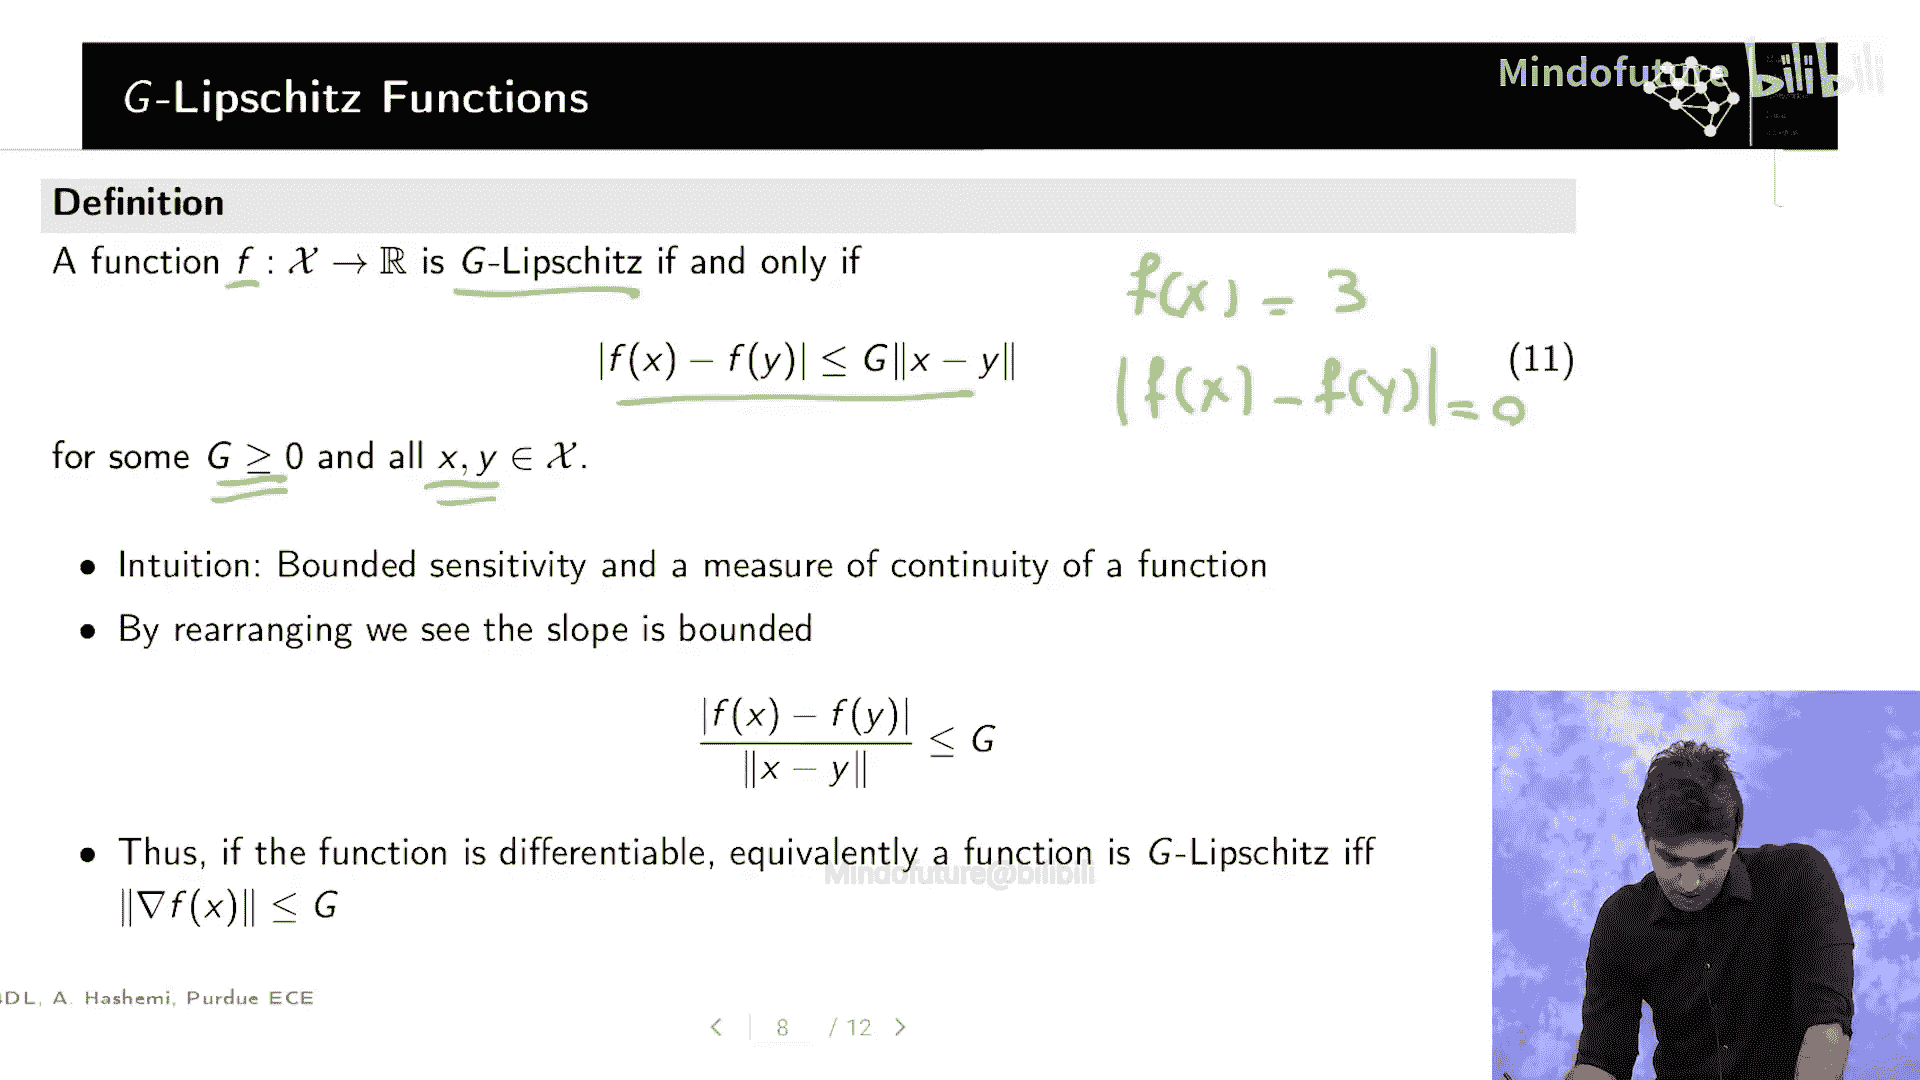 G-Lipschitz Functions
Mindofuture bilibili
Definition
A function f : 𝒳 → ℝ is G-Lipschitz if and only if
|f(x) − f(y)| ≤ G‖x − y‖ (11)
f(x) = 3
|f(x) − f(y)| = 0
for some G ≥ 0 and all x, y ∈ 𝒳.
• Intuition: Bounded sensitivity and a measure of continuity of a function
• By rearranging we see the slope is bounded
|f(x) − f(y)|
‖x − y‖
≤ G
• Thus, if the function is differentiable, equivalently a function is G-Lipschitz iff
‖∇f(x)‖ ≤ G
Mindofuture@bilibili
DL, A. Hashemi, Purdue ECE
< 8 / 12 >